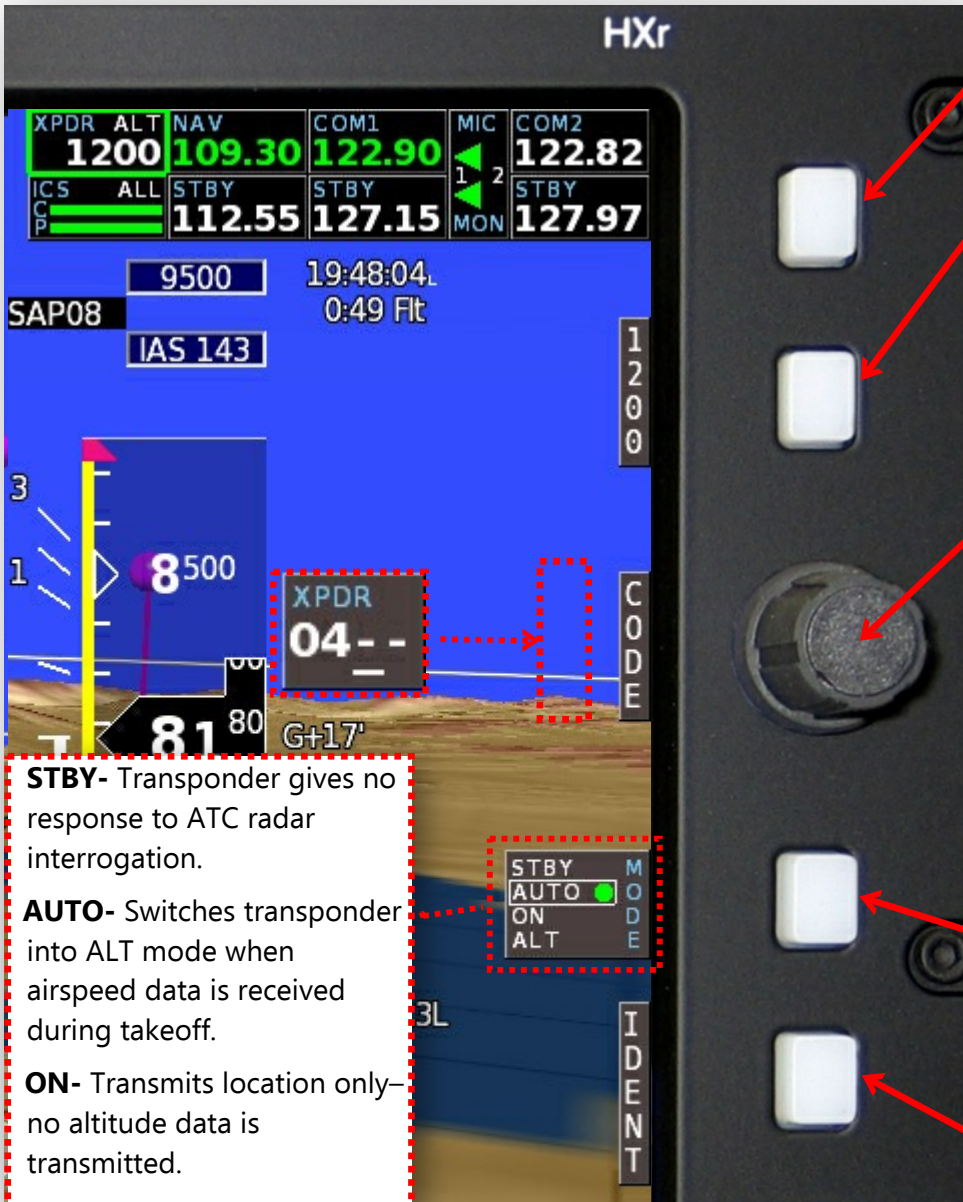 HXr
XPDR ALT NAV COM1 MIC COM2
1200 109.30 122.90 1 2 122.82
ICS ALL STBY STBY MON STBY
C P 112.55 127.15 127.97
9500 19:48:04L
SAP08 0:49 Flt
IAS 143
1200
3
1
8500
XPDR
04__
CODE
00
81 80
G+17'
STBY- Transponder gives no
response to ATC radar
interrogation.
AUTO- Switches transponder
into ALT mode when
airspeed data is received
during takeoff.
ON- Transmits location only–
no altitude data is
transmitted.
STBY
AUTO
ON
ALT
MODE
3L
IDENT